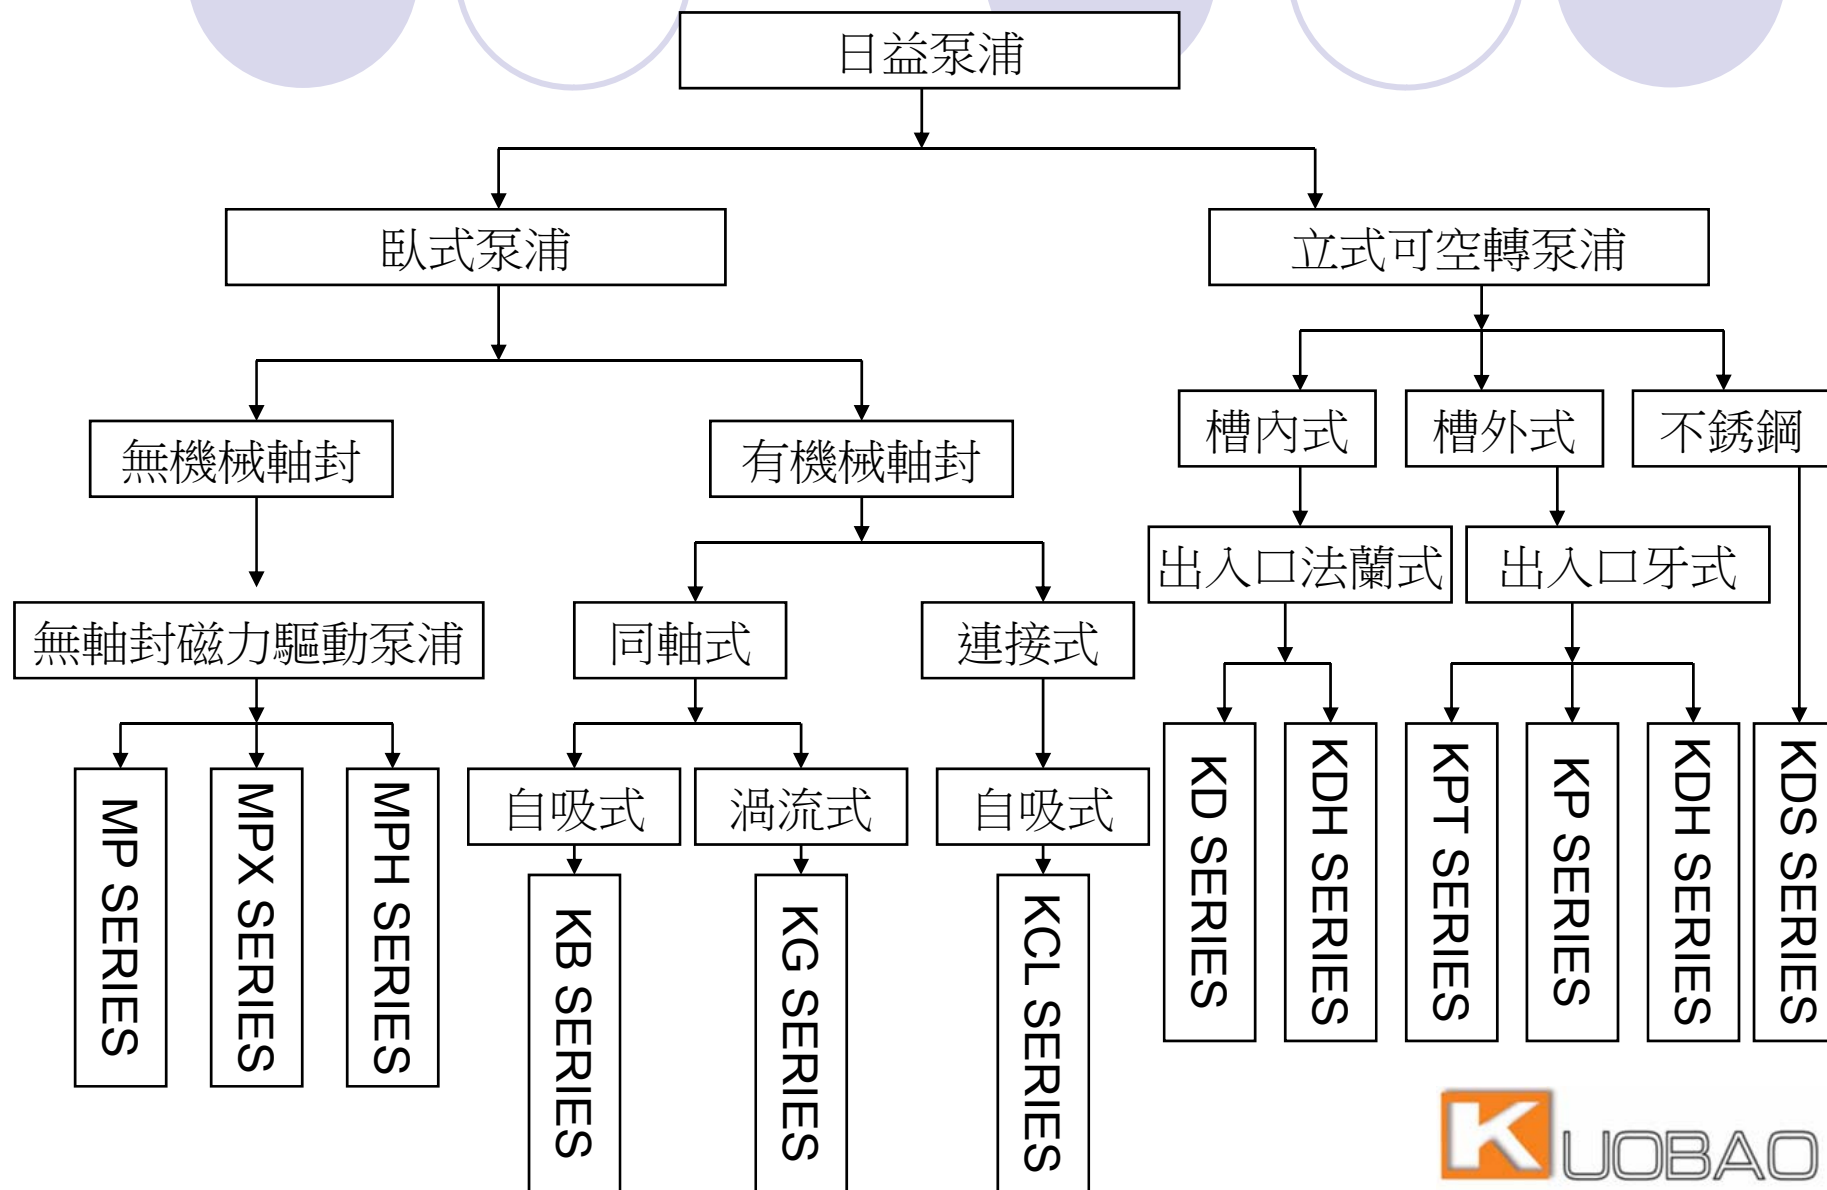 日益泵浦
臥式泵浦
立式可空轉泵浦
無機械軸封
有機械軸封
槽內式
槽外式
不銹鋼
出入口法蘭式
出入口牙式
無軸封磁力驅動泵浦
同軸式
連接式
自吸式
渦流式
自吸式
MP SERIES
MPX SERIES
MPH SERIES
KB SERIES
KG SERIES
KCL SERIES
KD SERIES
KDH SERIES
KPT SERIES
KP SERIES
KDH SERIES
KDS SERIES
KUOBAO